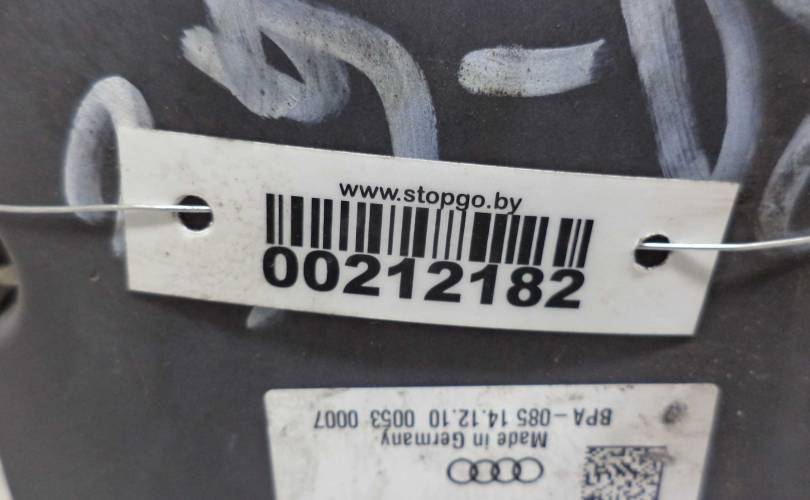 www.stopgo.by
00212182
Made in Germany
BPA-085 14.12.10 0053 0007